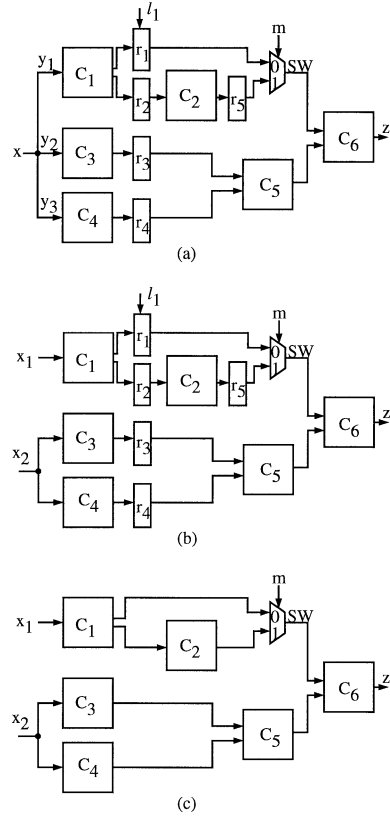 l₁
m
y₁ C₁ r₁ 0 SW
r₂ C₂ r₅ 1
x y₂ C₃ r₃ C₆ z
y₃ C₄ r₄ C₅
(a)
l₁
m
x₁ C₁ r₁ 0 SW
r₂ C₂ r₅ 1
x₂ C₃ r₃ C₆ z
C₄ r₄ C₅
(b)
m
x₁ C₁ 0 SW
C₂ 1
x₂ C₃ C₆ z
C₄ C₅
(c)